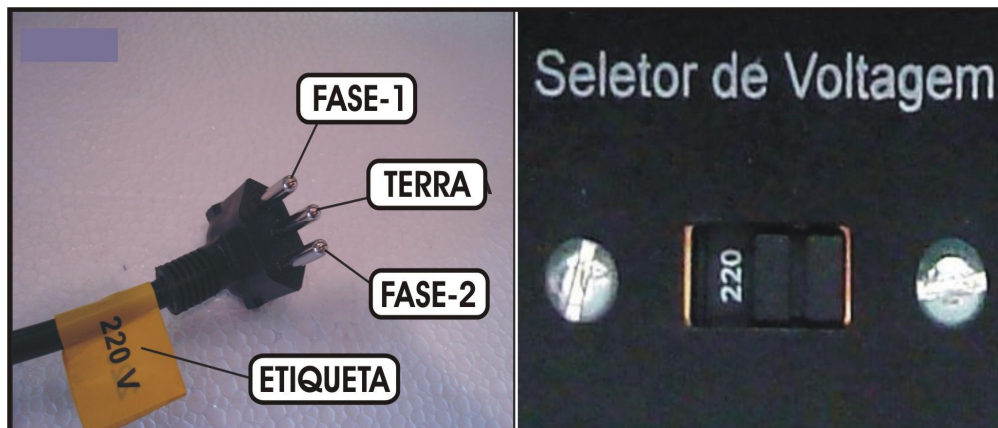 FASE-1
TERRA
FASE-2
220 V
ETIQUETA
Seletor de Voltagem
220